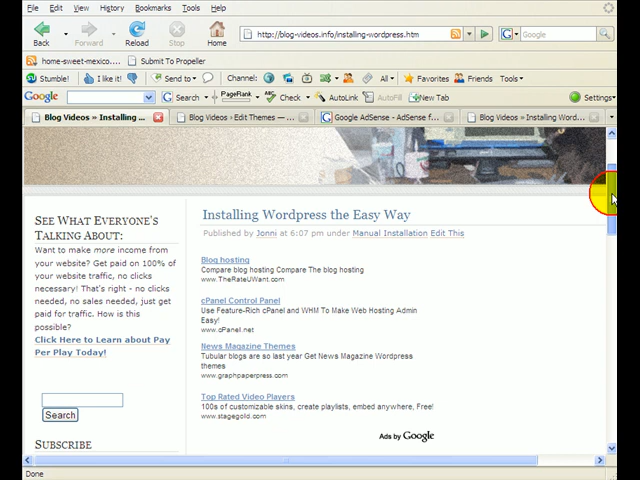 File Edit View History Bookmarks Tools Help
Back Forward Reload Stop Home http://blog-videos.info/installing-wordpress.htm G Google
home-sweet-mexico.... Submit To Propeller
Stumble! I like it! Send to Channel: All Favorites Friends Tools
Google Search PageRank Check AutoLink AutoFill New Tab Settings
Blog Videos » Installing ... Blog Videos › Edit Themes — ... Google AdSense - AdSense f... Blog Videos » Installing Word...
Installing Wordpress the Easy Way
Published by Jonni at 6:07 pm under Manual Installation Edit This
See What Everyone's
Talking About:
Want to make more income from
your website? Get paid on 100%
of your website traffic, no clicks
necessary! That's right - no clicks
needed, no sales needed, just get
paid for traffic. How is this
possible?
Click Here to Learn about Pay
Per Play Today!
Search
Subscribe
Blog hosting
Compare blog hosting Compare The blog hosting
www.TheRateUWant.com
cPanel Control Panel
Use Feature-Rich cPanel and WHM To Make Web Hosting Admin
Easy!
www.cPanel.net
News Magazine Themes
Tubular blogs are so last year Get News Magazine Wordpress
themes
www.graphpaperpress.com
Top Rated Video Players
100s of customizable skins, create playlists, embed anywhere, Free!
www.stagegold.com
Ads by Google
Done